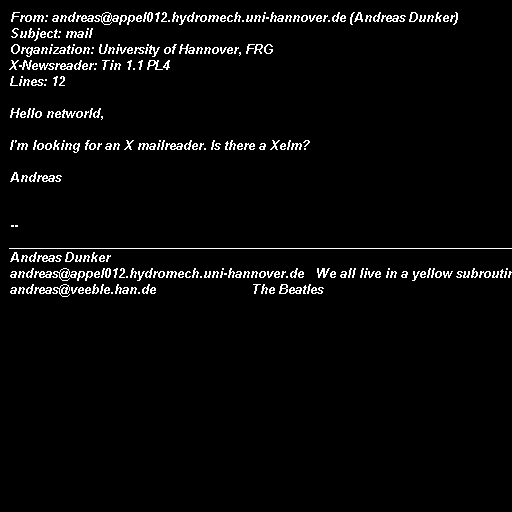 From: andreas@appel012.hydromech.uni-hannover.de (Andreas Dunker)
Subject: mail
Organization: University of Hannover, FRG
X-Newsreader: Tin 1.1 PL4
Lines: 12
Hello networld,
I'm looking for an X mailreader. Is there a Xelm?
Andreas
--
Andreas Dunker
andreas@appel012.hydromech.uni-hannover.de We all live in a yellow
andreas@veeble.han.de The Beatles